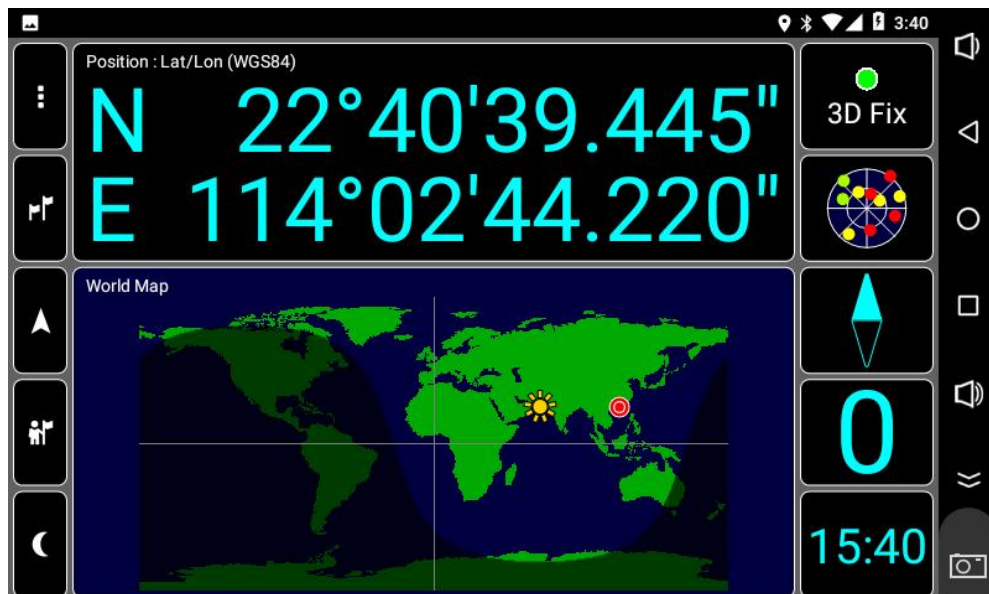 3:40
Position : Lat/Lon (WGS84)
N 22°40'39.445"
E 114°02'44.220"
3D Fix
World Map
0
15:40